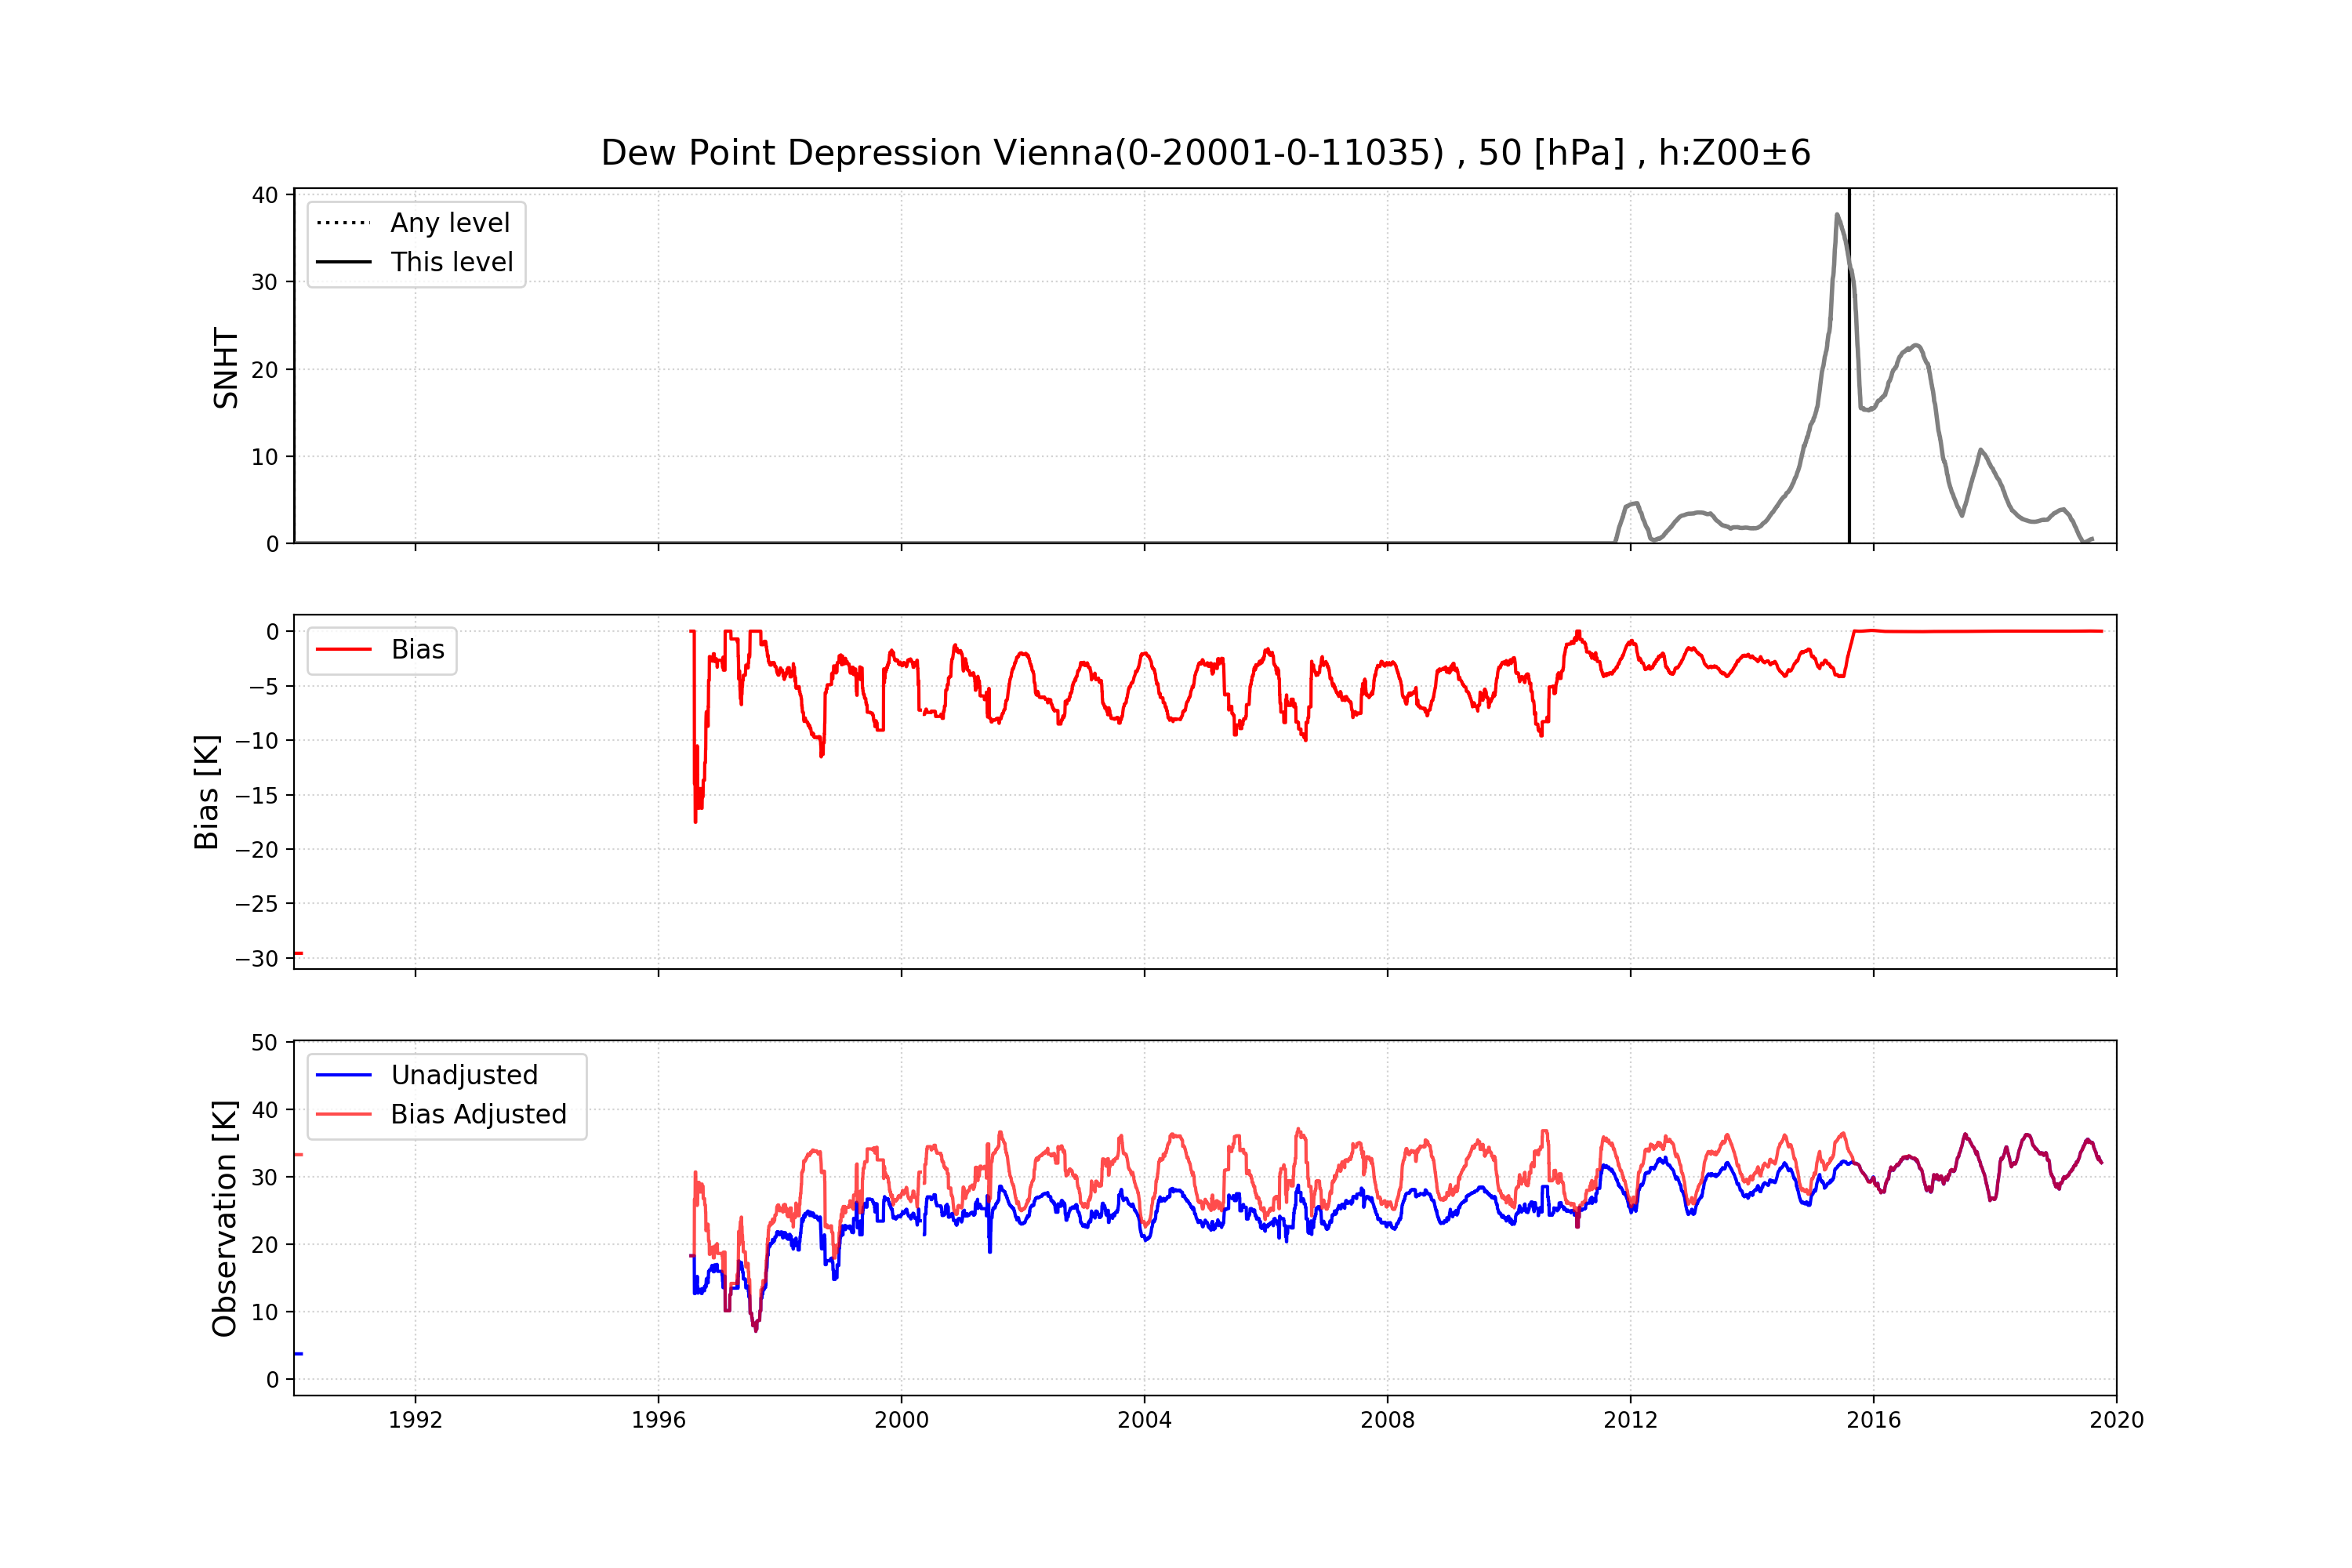 Dew Point Depression Vienna(0-20001-0-11035) , 50 [hPa] , h:Z00±6
40
30
20
10
0
SNHT
Any level
This level
0
−5
−10
−15
−20
−25
−30
Bias [K]
Bias
50
40
30
20
10
0
Observation [K]
Unadjusted
Bias Adjusted
1992 1996 2000 2004 2008 2012 2016 2020